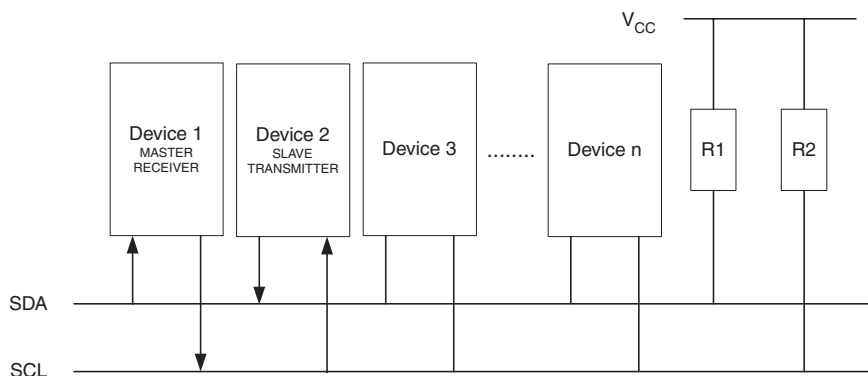 V_CC
Device 1
MASTER
RECEIVER
Device 2
SLAVE
TRANSMITTER
Device 3
........
Device n
R1
R2
SDA
SCL